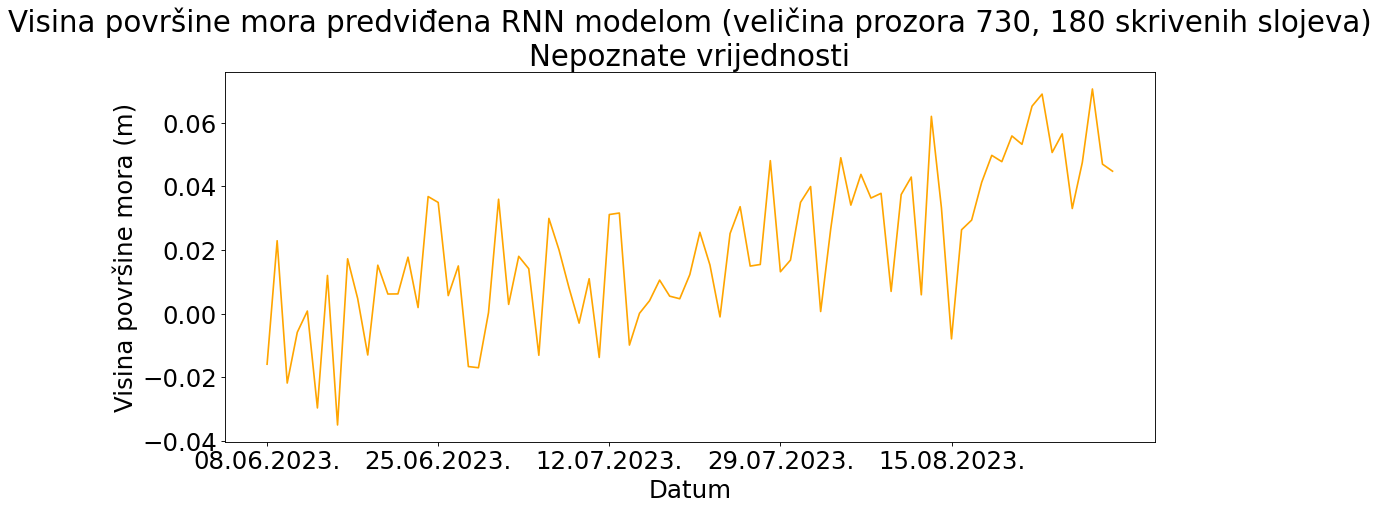 Visina površine mora predviđena RNN modelom (veličina prozora 730, 180 skrivenih slojeva)
Nepoznate vrijednosti
Visina površine mora (m)
0.06
0.04
0.02
0.00
−0.02
−0.04
08.06.2023. 25.06.2023. 12.07.2023. 29.07.2023. 15.08.2023.
Datum